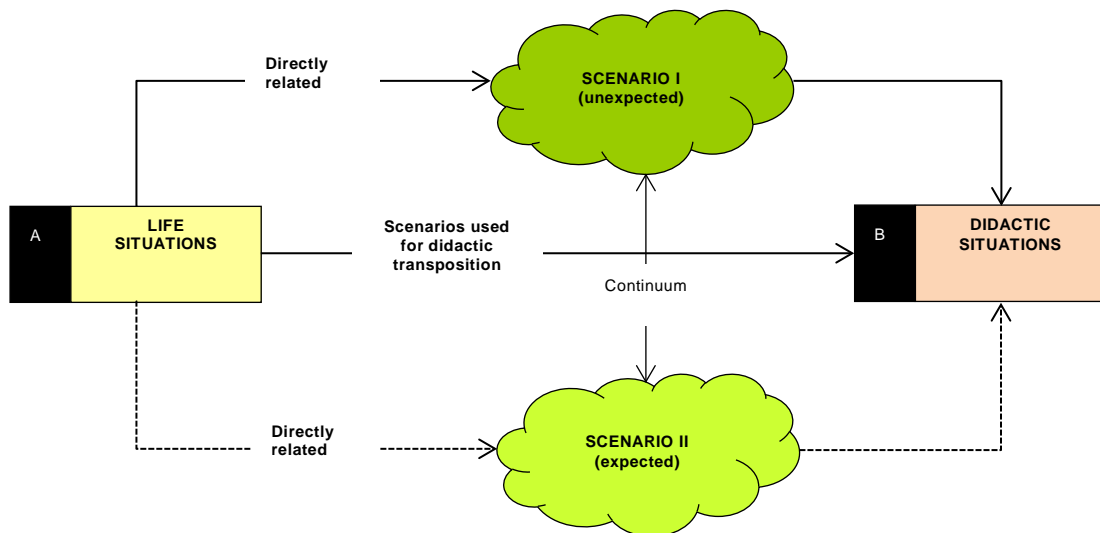 Directly
related
SCENARIO I
(unexpected)
A
LIFE
SITUATIONS
Scenarios used
for didactic
transposition
B
DIDACTIC
SITUATIONS
Continuum
Directly
related
SCENARIO II
(expected)